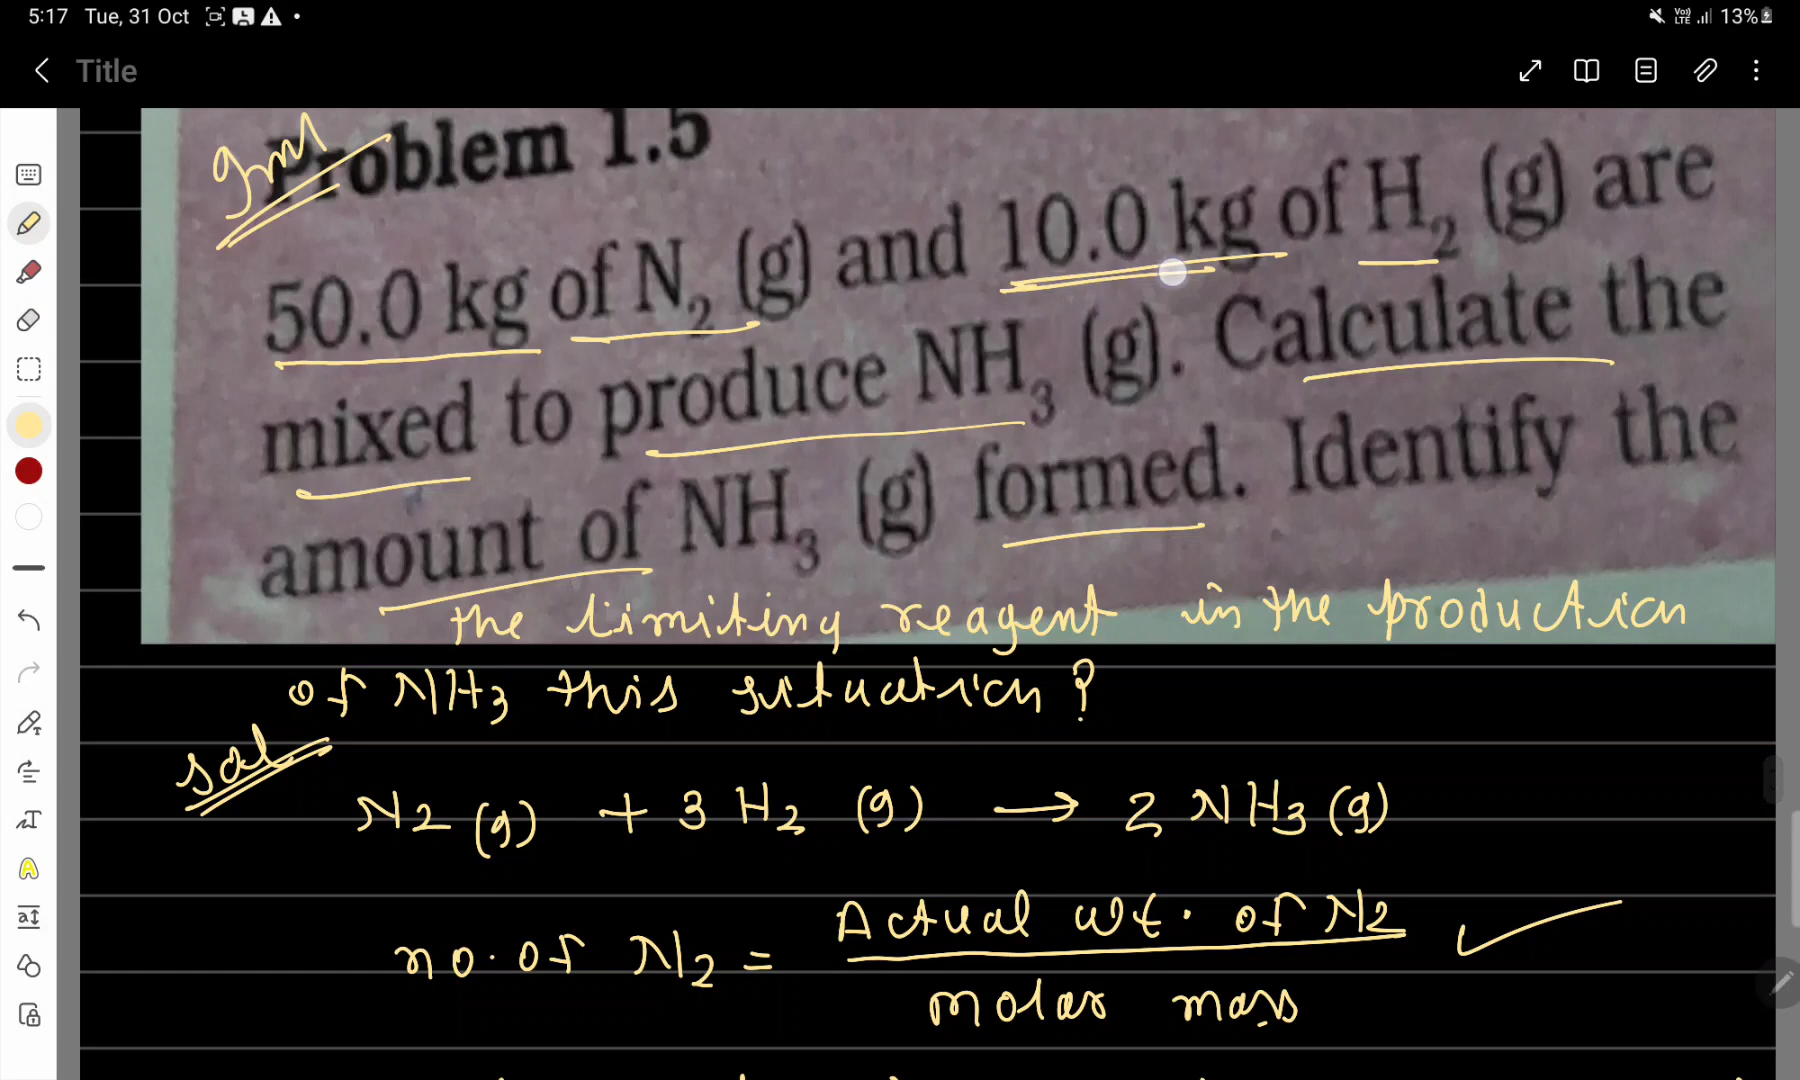 5:17 Tue, 31 Oct
13%
Title
Problem 1.5
50.0 kg of N₂ (g) and 10.0 kg of H₂ (g) are
mixed to produce NH₃ (g). Calculate the
amount of NH₃ (g) formed. Identify the
the limiting reagent in the production
of NH3 this situation?
sol
N2 (g) + 3 H2 (g) → 2 NH3 (g)
no. of N2 = Actual wt. of N2
molar mass